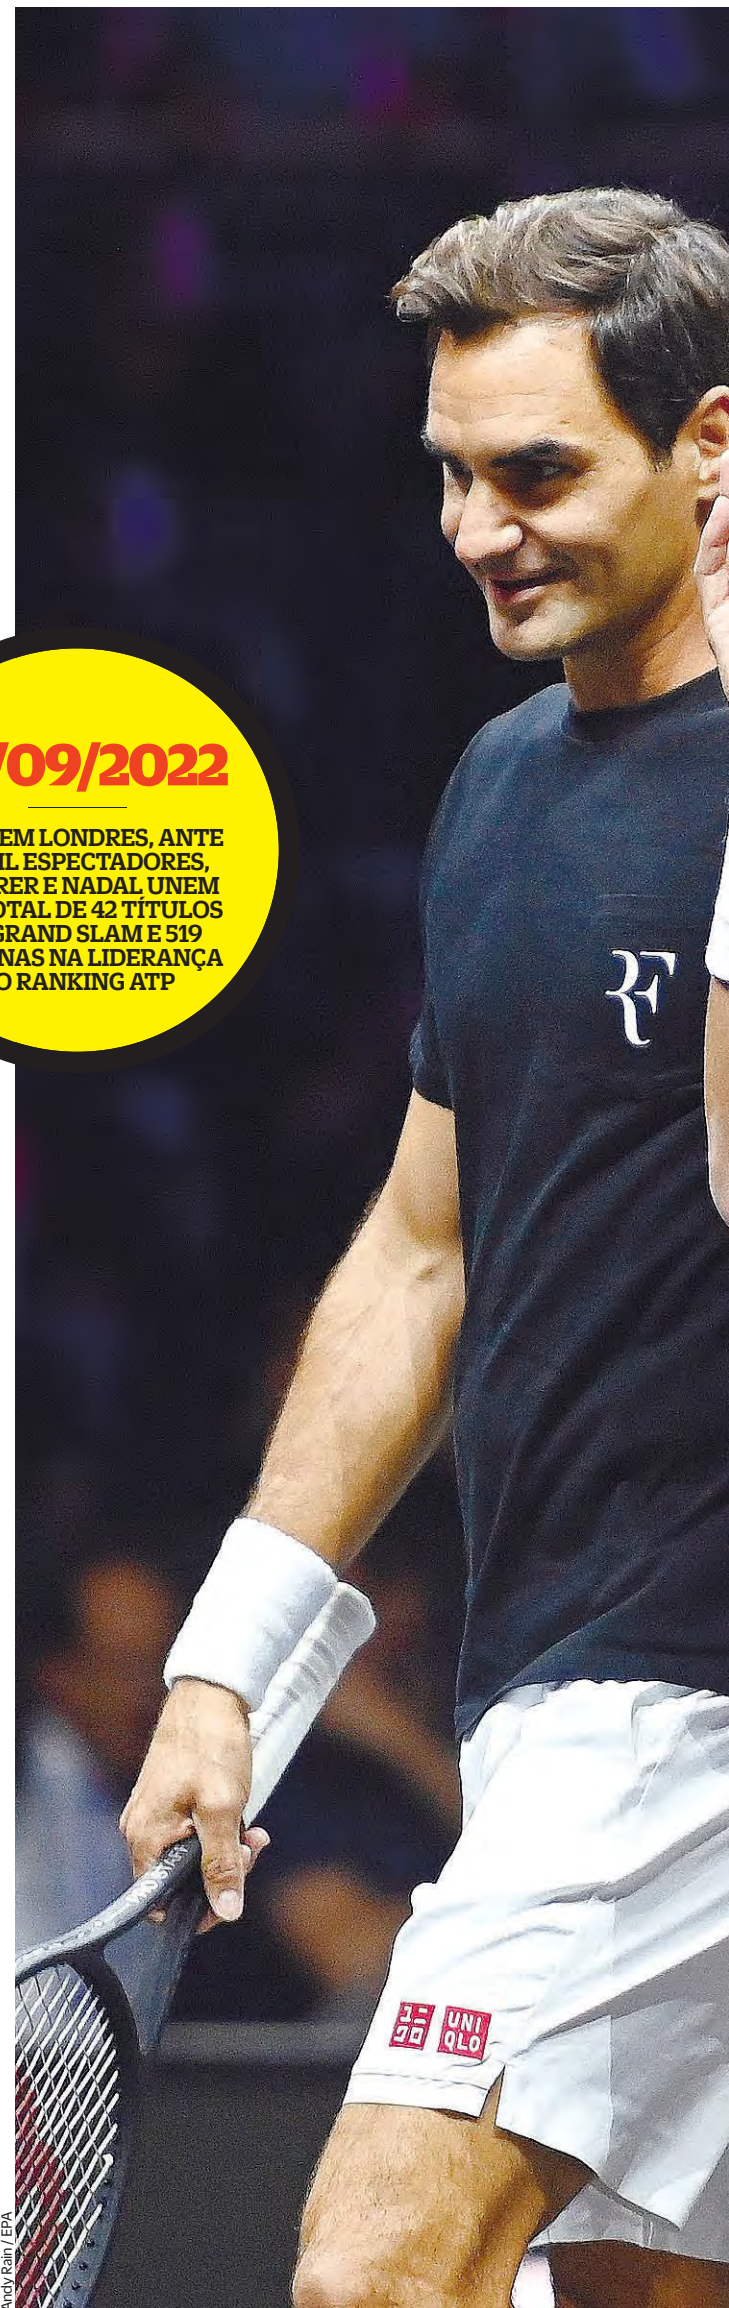 /09/2022
EM LONDRES, ANTE
IL ESPECTADORES,
RER E NADAL UNEM
OTAL DE 42 TÍTULOS
GRAND SLAM E 519
NAS NA LIDERANÇA
O RANKING ATP
RF
UNI
QLO
Andy Rain / EPA